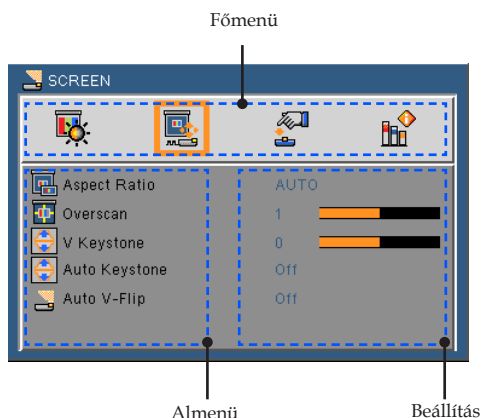 Főmenü
SCREEN
Aspect Ratio AUTO
Overscan 1
V Keystone 0
Auto Keystone Off
Auto V-Flip Off
Almenü Beállítás